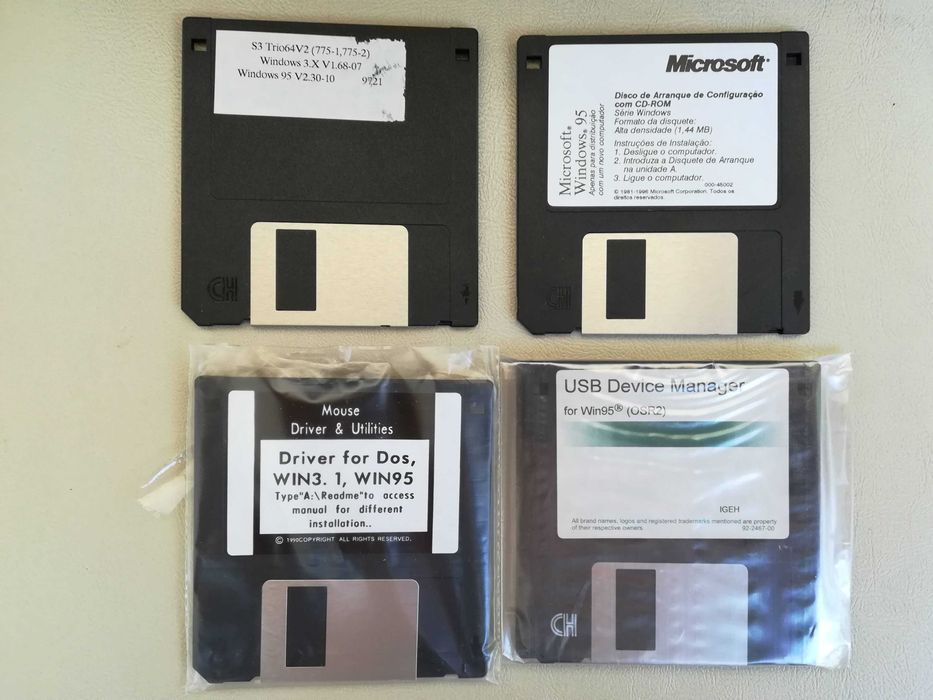 S3 Trio64V2 (775-1,775-2)
Windows 3.X V1.68-07
Windows 95 V2.30-10 9721
Microsoft®
Disco de Arranque de Configuração
com CD-ROM
Série Windows
Formato da disquete:
Alta densidade (1,44 MB)
Instruções de Instalação:
1. Desligue o computador.
2. Introduza a Disquete de Arranque
na unidade A.
3. Ligue o computador.
000-45002
© 1981-1996 Microsoft Corporation. Todos os
direitos reservados.
Microsoft®
Windows® 95
Apenas para distribuição
com um novo computador
Mouse
Driver & Utilities
Driver for Dos,
WIN3. 1, WIN95
Type"A:\Readme"to access
manual for different
installation..
© 1990COPYRIGHT ALL RIGHTS RESERVED.
USB Device Manager
for Win95® (OSR2)
IGEH
All brand names, logos and registered trademarks mentioned are property
of their respective owners. 92-2467-00